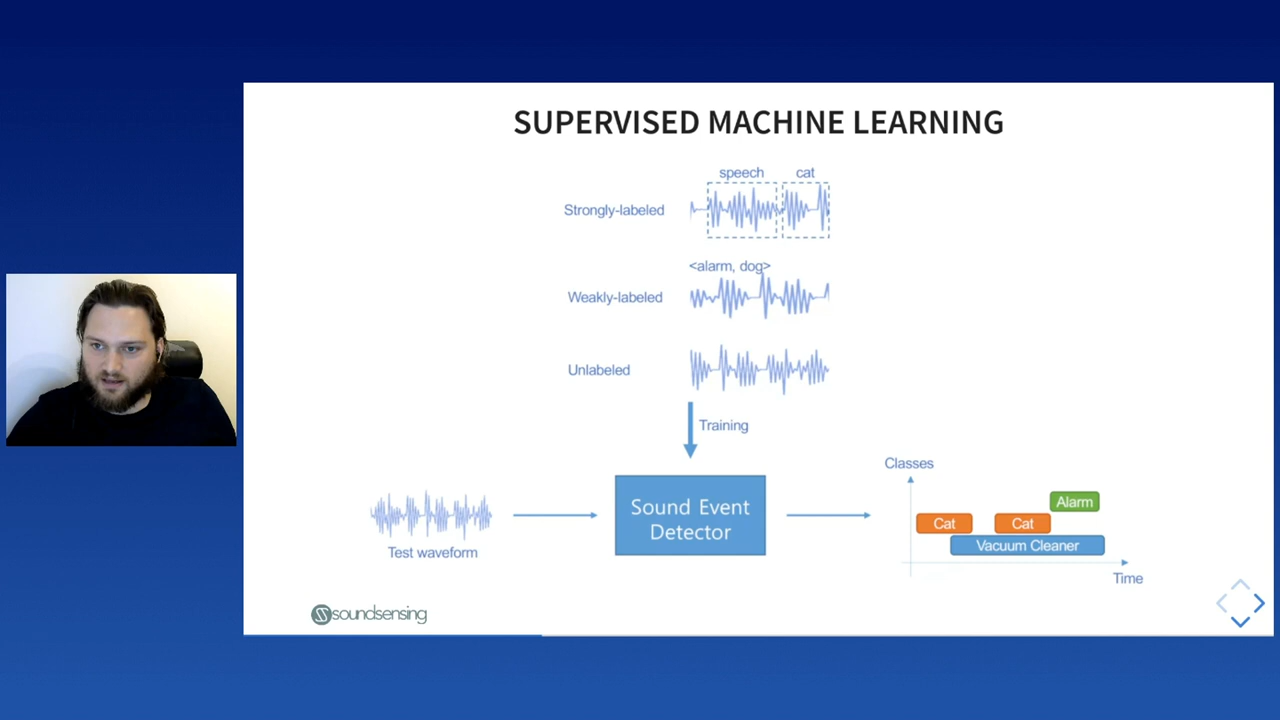 SUPERVISED MACHINE LEARNING
speech cat
Strongly-labeled
<alarm, dog>
Weakly-labeled
Unlabeled
Training
Sound Event
Detector
Test waveform
Classes
Alarm
Cat Cat
Vacuum Cleaner
Time
soundsensing